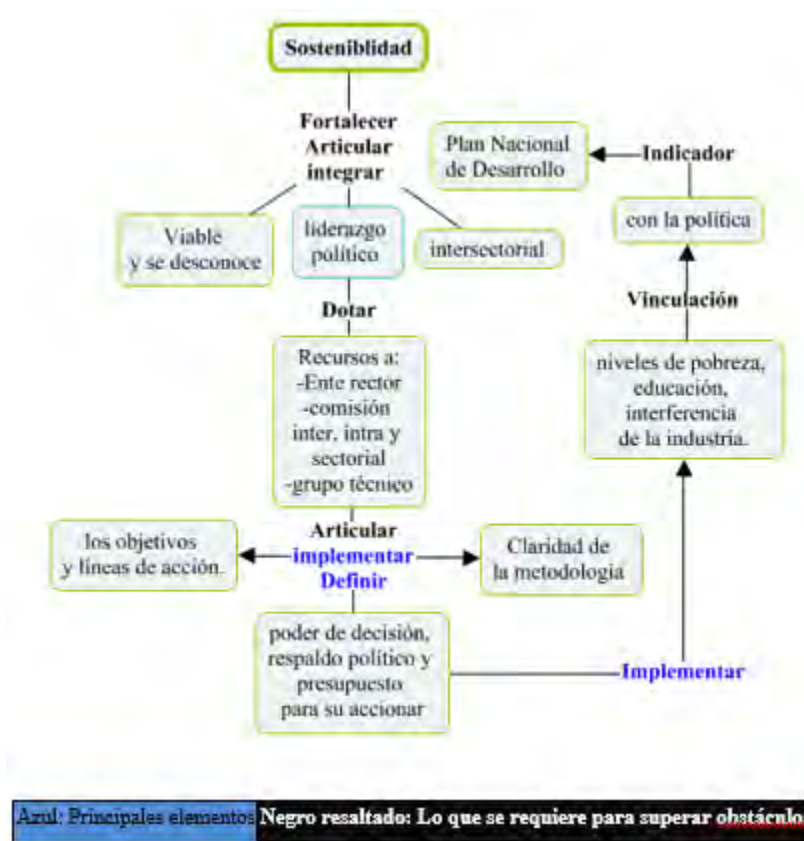 Sosteniblidad
Fortalecer
Articular
integrar
Viable
y se desconoce
liderazgo
político
intersectorial
Dotar
Recursos a:
-Ente rector
-comisión
inter, intra y
sectorial
-grupo técnico
Articular
implementar
Definir
los objetivos
y líneas de acción.
Claridad de
la metodología
poder de decisión,
respaldo político y
presupuesto
para su accionar
Implementar
niveles de pobreza,
educación,
interferencia
de la industria.
Vinculación
con la política
Indicador
Plan Nacional
de Desarrollo
Azul: Principales elementos
Negro resaltado: Lo que se requiere para superar obstáculo